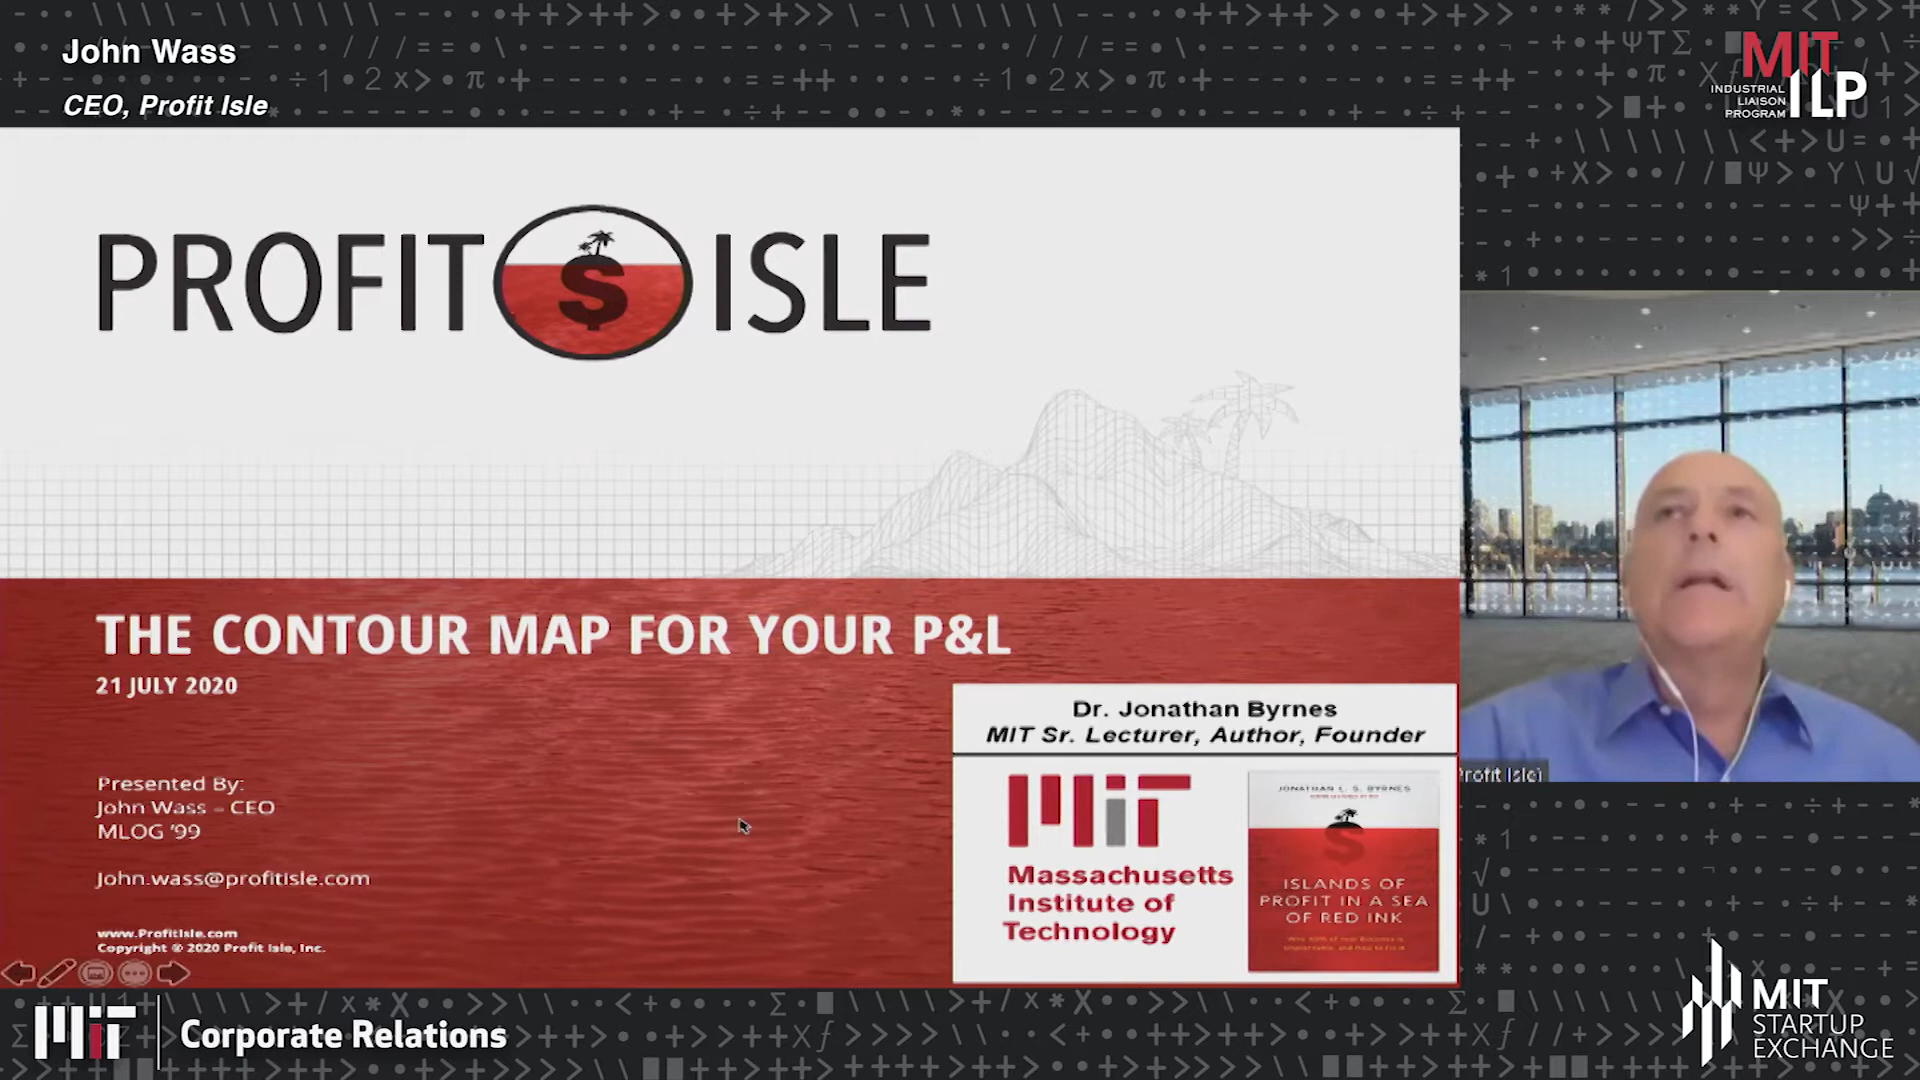 John Wass
CEO, Profit Isle
MIT
ILP
INDUSTRIAL
LIAISON
PROGRAM
PROFIT $ ISLE
THE CONTOUR MAP FOR YOUR P&L
21 JULY 2020
Presented By:
John Wass – CEO
MLOG '99
John.wass@profitisle.com
www.ProfitIsle.com
Copyright © 2020 Profit Isle, Inc.
Dr. Jonathan Byrnes
MIT Sr. Lecturer, Author, Founder
MIT
Massachusetts
Institute of
Technology
JONATHAN L. S. BYRNES
$
ISLANDS OF
PROFIT IN A SEA
OF RED INK
Profit Isle)
MIT
Corporate Relations
MIT
STARTUP
EXCHANGE